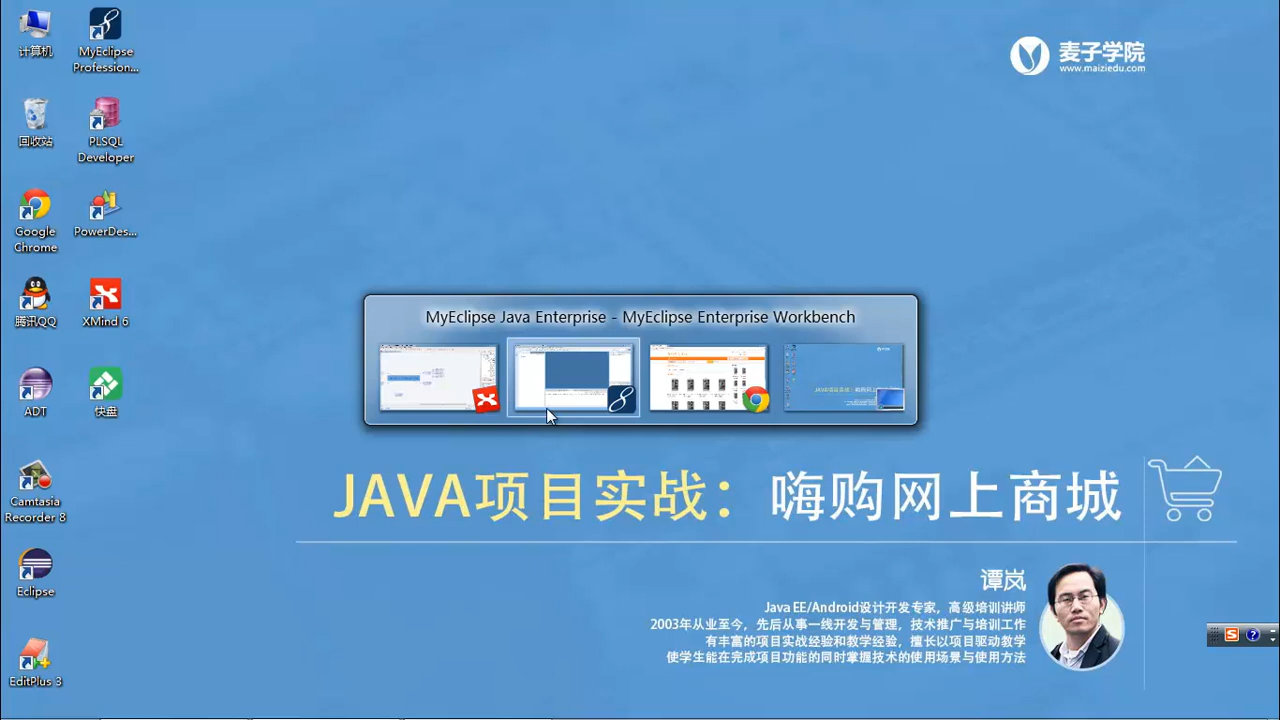 计算机
MyEclipse
Profession...
回收站
PLSQL
Developer
Google
Chrome
PowerDes...
腾讯QQ
XMind 6
ADT
快盘
Camtasia
Recorder 8
Eclipse
EditPlus 3
麦子学院
www.maiziedu.com
MyEclipse Java Enterprise - MyEclipse Enterprise Workbench
JAVA项目实战：嗨购网上商城
谭岚
Java EE/Android设计开发专家，高级培训讲师
2003年从业至今，先后从事一线开发与管理，技术推广与培训工作
有丰富的项目实战经验和教学经验，擅长以项目驱动教学
使学生能在完成项目功能的同时掌握技术的使用场景与使用方法